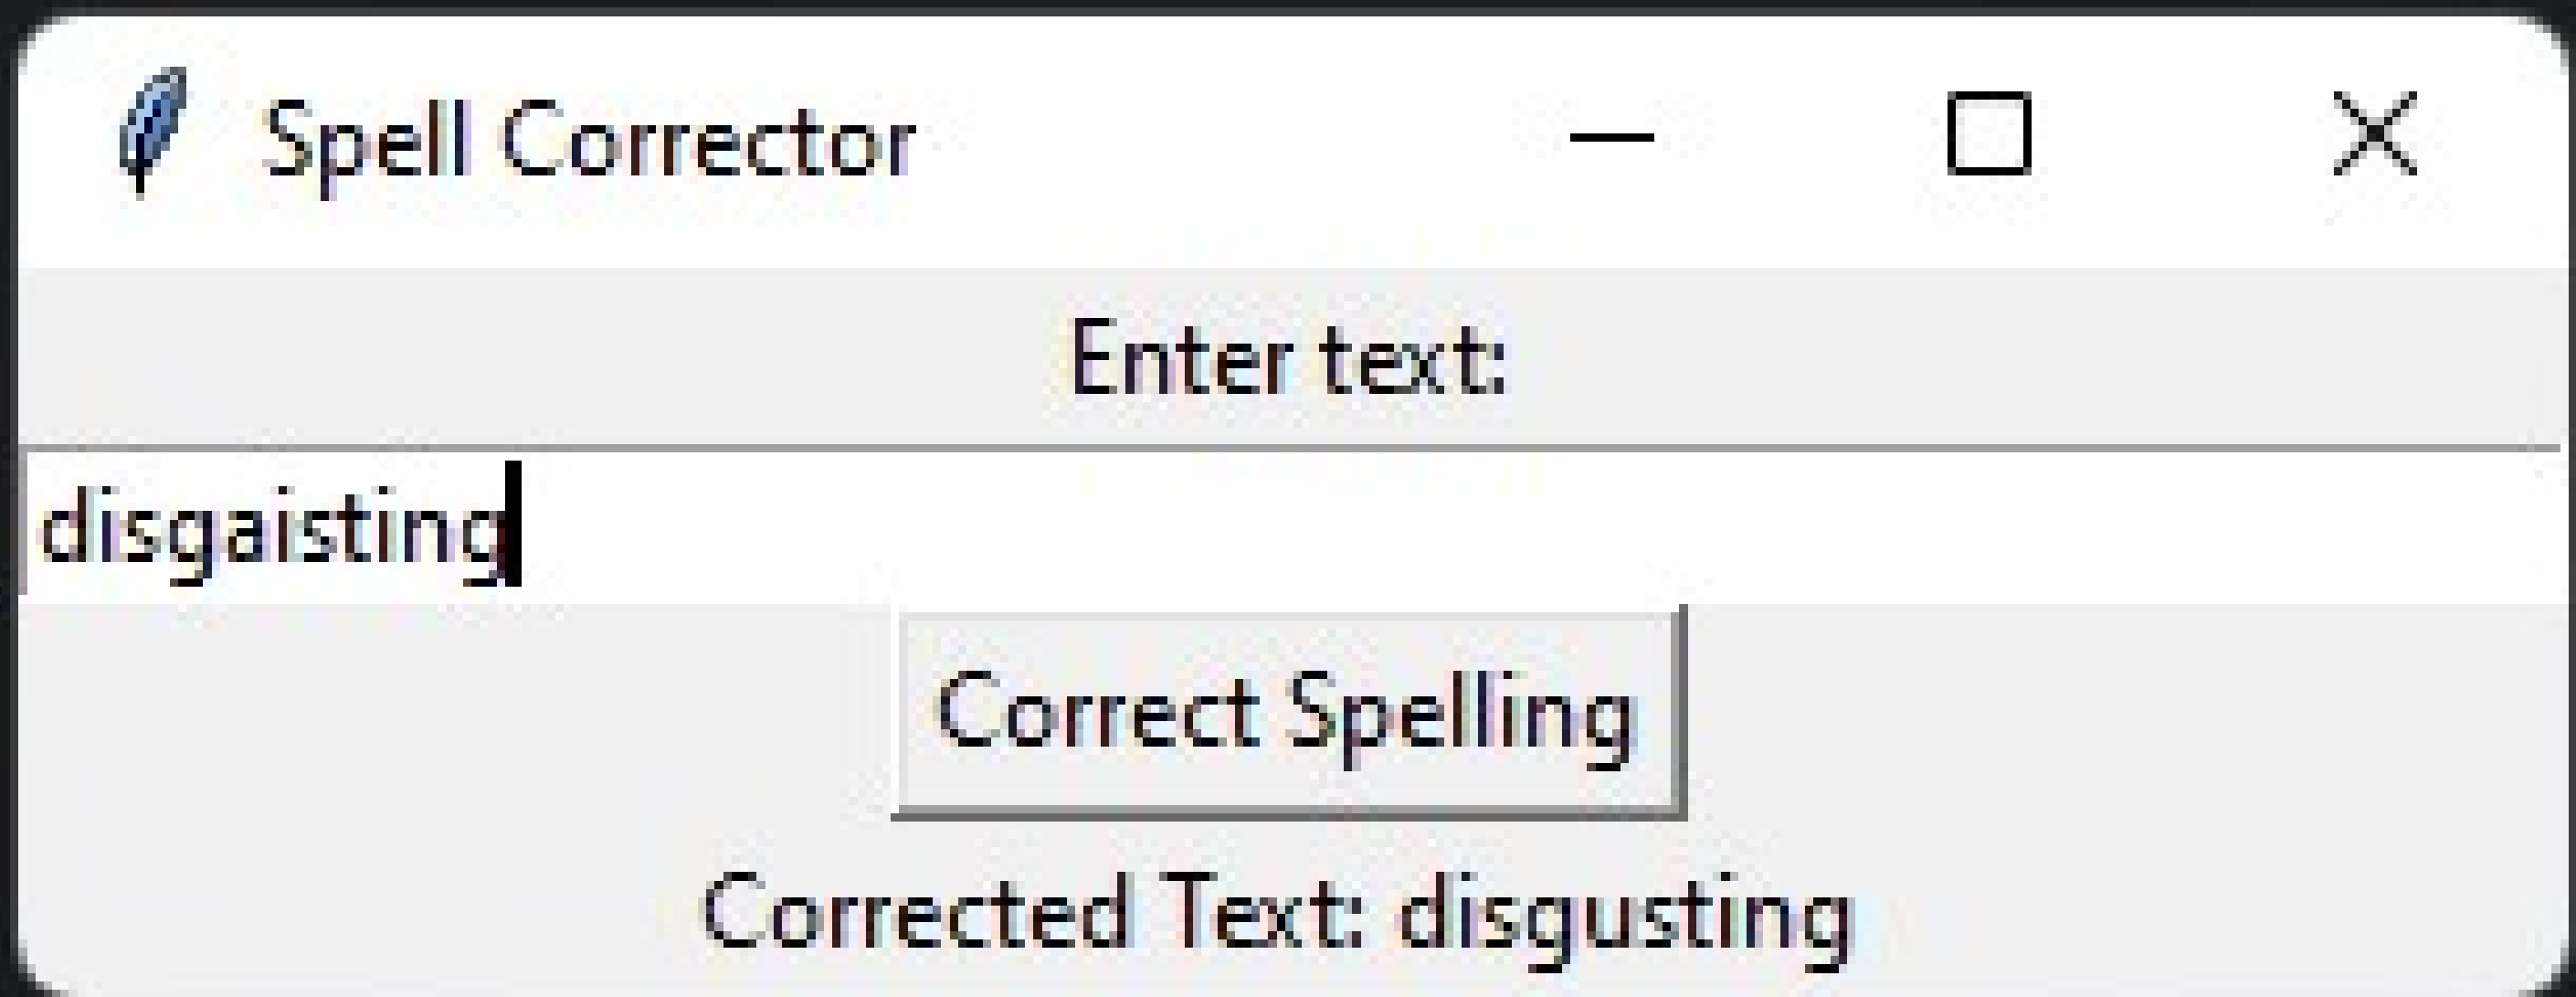 Spell Corrector
Enter text:
disgaisting
Correct Spelling
Corrected Text: disgusting